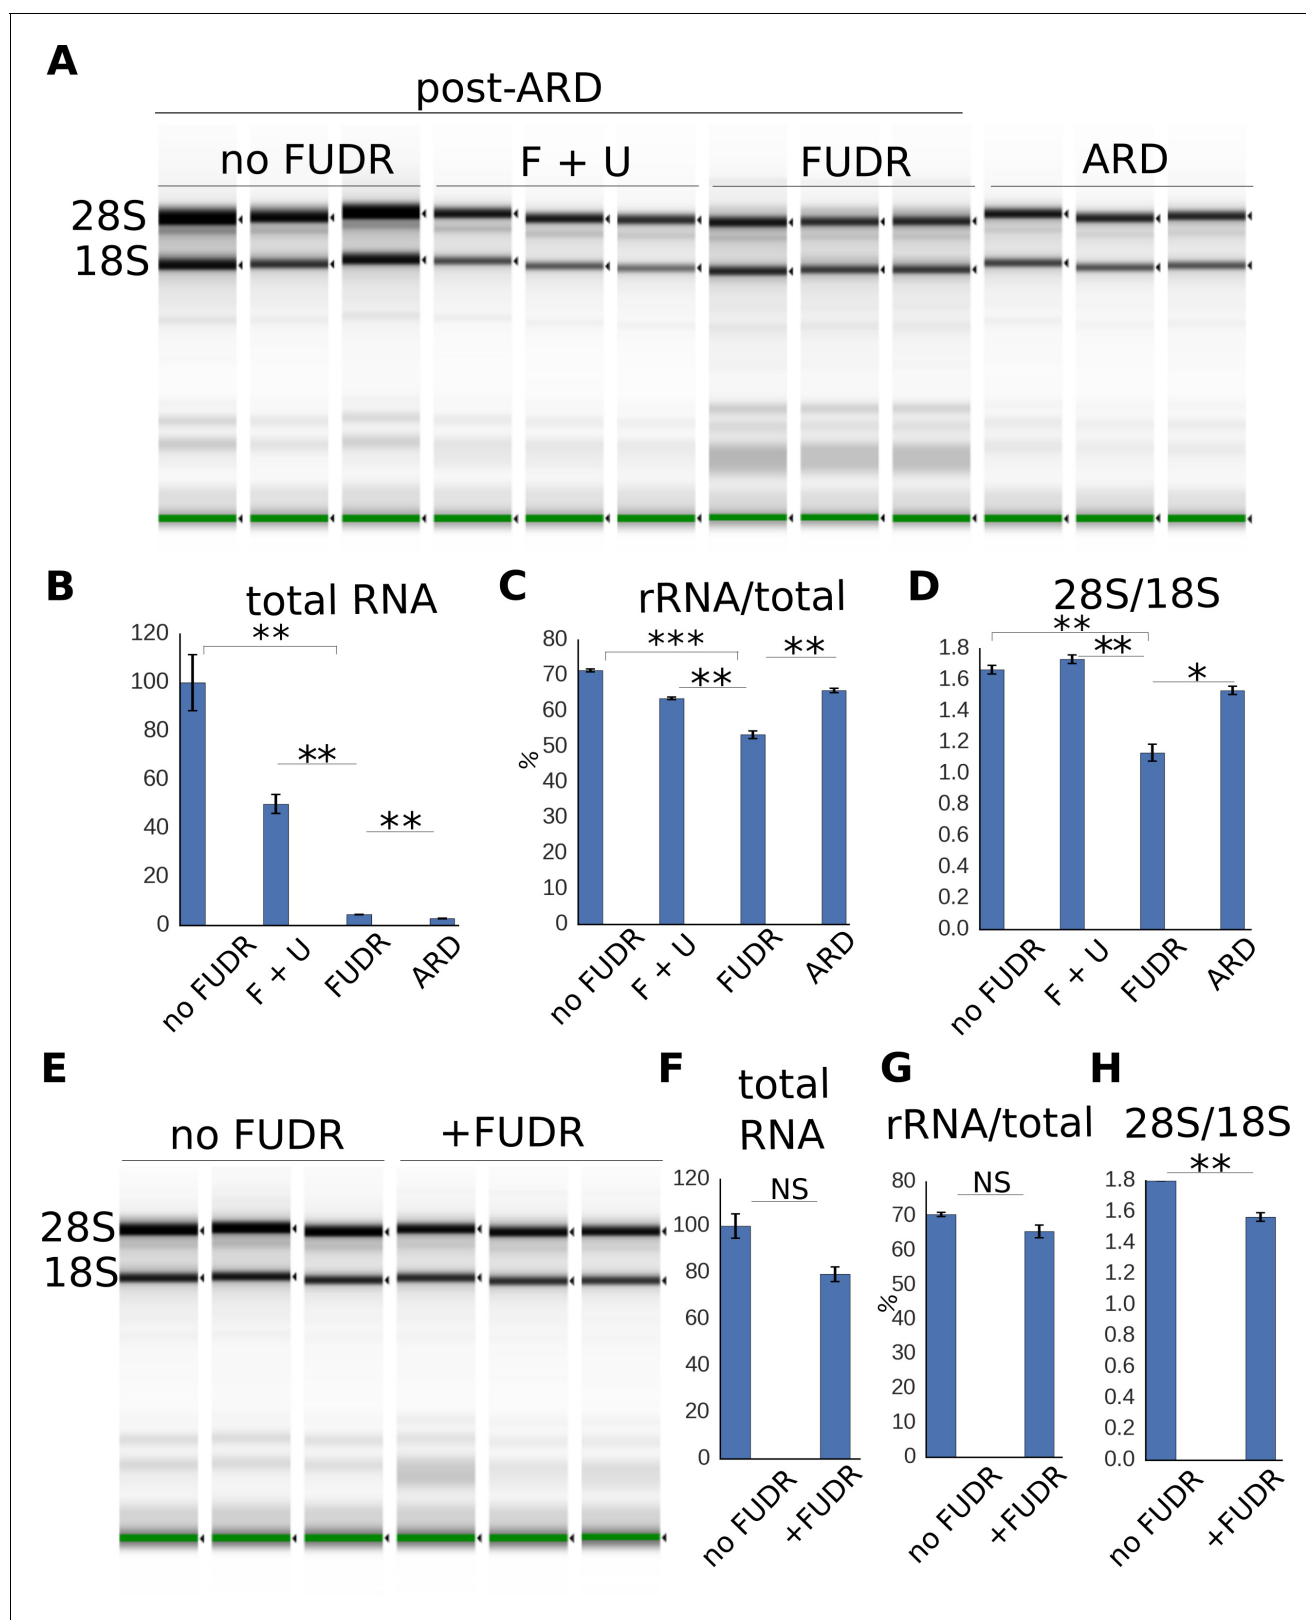 A
post-ARD
no FUDR F + U FUDR ARD
28S
18S
B
total RNA
**
**
**
120
100
80
60
40
20
0
no FUDR
F + U
FUDR
ARD
C
rRNA/total
***
**
**
%
80
70
60
50
40
30
20
10
0
no FUDR
F + U
FUDR
ARD
D
28S/18S
**
**
*
1.8
1.6
1.4
1.2
1.0
0.8
0.6
0.4
0.2
0.0
no FUDR
F + U
FUDR
ARD
E
no FUDR +FUDR
28S
18S
F
total
RNA
NS
120
100
80
60
40
20
0
no FUDR
+FUDR
G
rRNA/total
NS
%
80
70
60
50
40
30
20
10
0
no FUDR
+FUDR
H
28S/18S
**
1.8
1.6
1.4
1.2
1.0
0.8
0.6
0.4
0.2
0.0
no FUDR
+FUDR